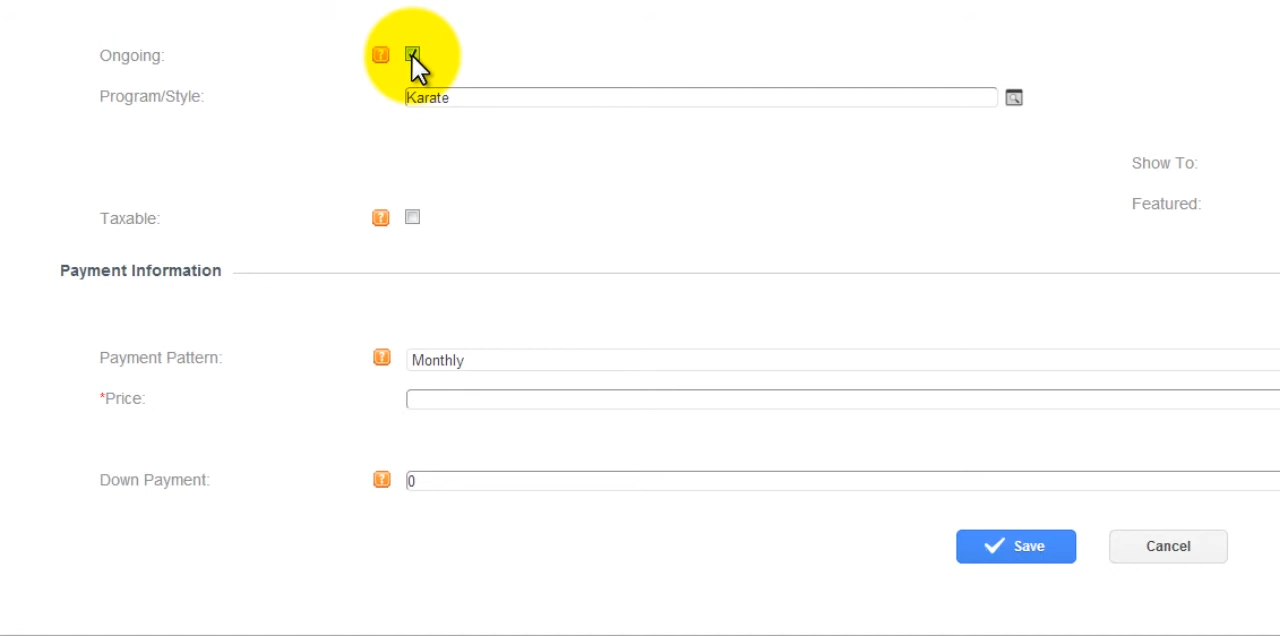 Ongoing:
Program/Style:
Karate
Show To:
Featured:
Taxable:
Payment Information
Payment Pattern:
Monthly
*Price:
Down Payment:
0
Save
Cancel